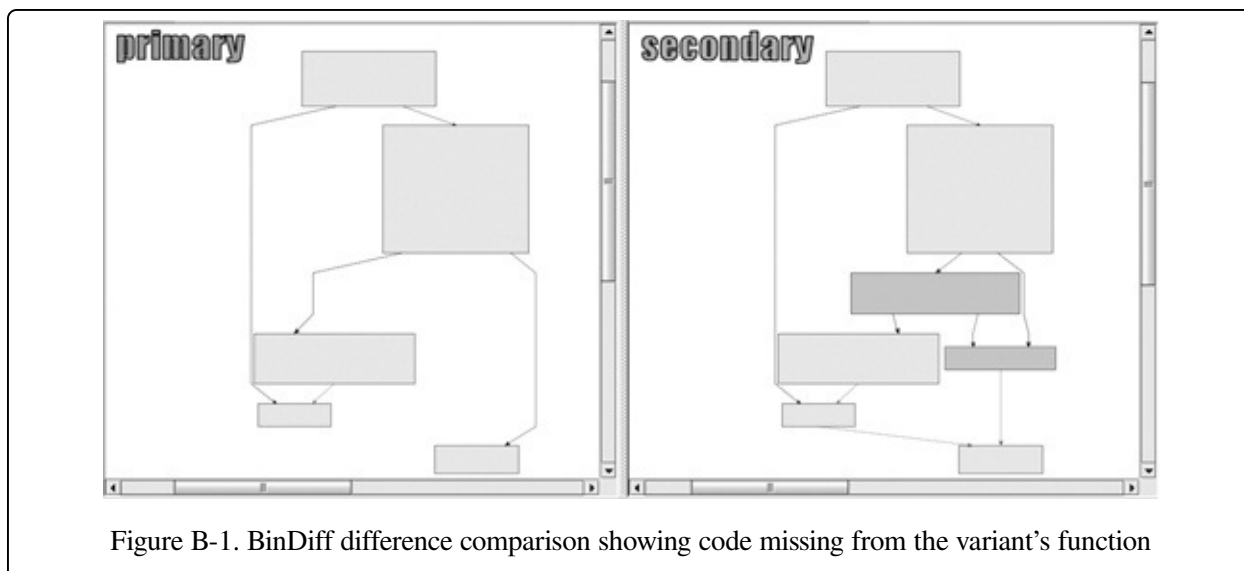 primary
secondary
Figure B-1. BinDiff difference comparison showing code missing from the variant’s function